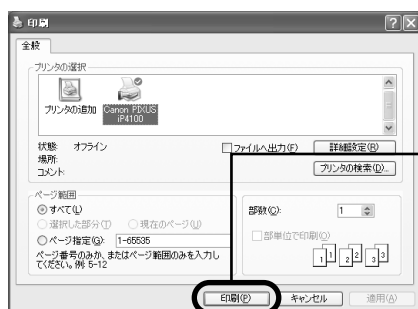 印刷
全般
プリンタの選択
プリンタの追加
Canon PIXUS
iP4100
状態: オフライン
場所:
コメント:
ファイルへ出力(F)
詳細設定(R)
プリンタの検索(D)...
ページ範囲
すべて(L)
選択した部分(T)
現在のページ(U)
ページ指定(G): 1-65535
ページ番号のみか、またはページ範囲のみを入力し
てください。例: 5-12
部数(C): 1
部単位で印刷(O)
1 1 2 2 3 3
印刷(P)
キャンセル
適用(A)